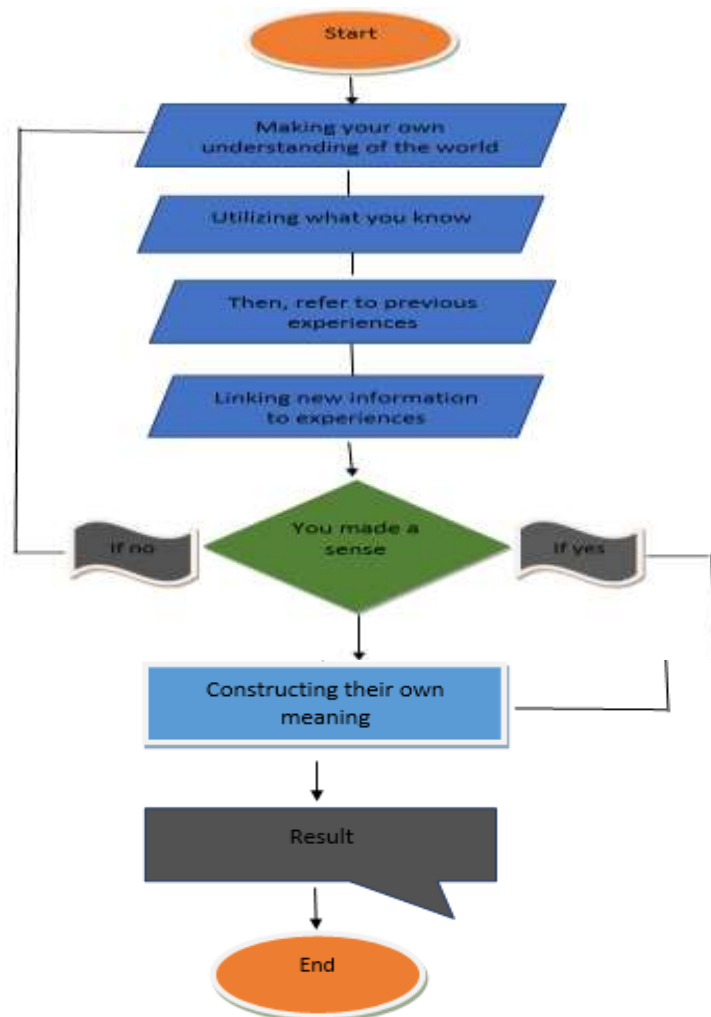 Start
Making your own
understanding of the world
Utilizing what you know
Then, refer to previous
experiences
Linking new information
to experiences
You made a
sense
If no
If yes
Constructing their own
meaning
Result
End